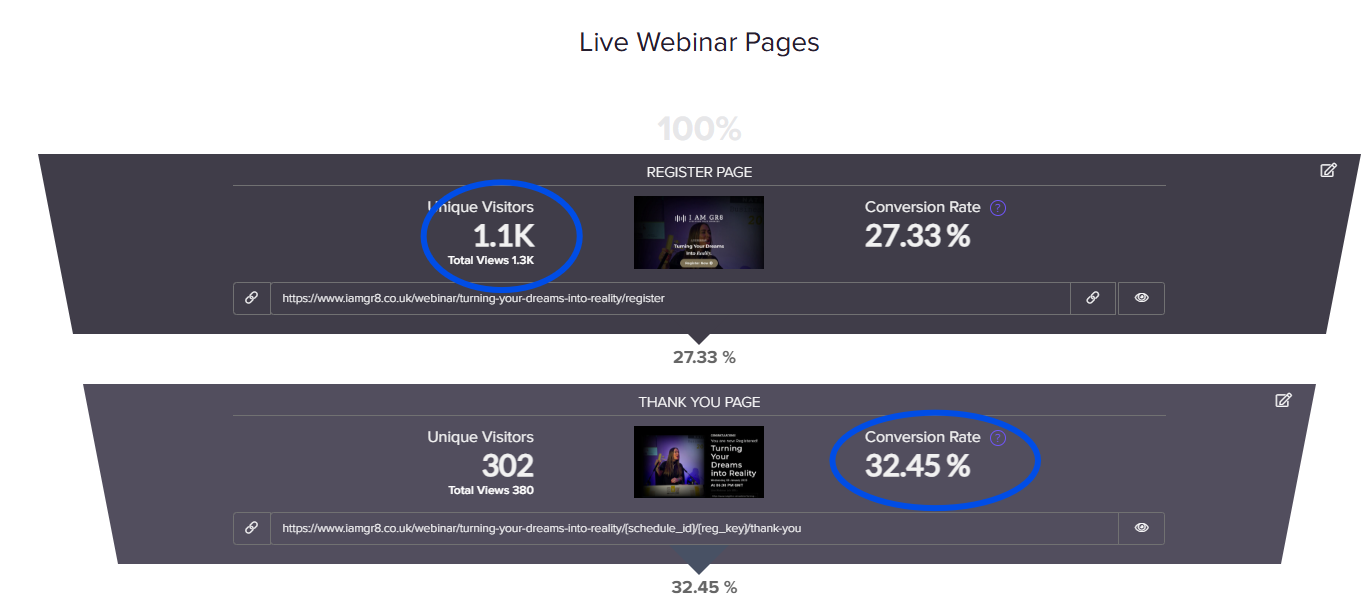 Live Webinar Pages
100%
REGISTER PAGE
Unique Visitors
1.1K
Total Views 1.3K
I AM GR8
Turning Your Dreams
Into Reality
Register Now
Conversion Rate ?
27.33 %
https://www.iamgr8.co.uk/webinar/turning-your-dreams-into-reality/register
27.33 %
THANK YOU PAGE
Unique Visitors
302
Total Views 380
You are now Registered!
Turning
Your
Dreams
into Reality
Conversion Rate ?
32.45 %
https://www.iamgr8.co.uk/webinar/turning-your-dreams-into-reality/[schedule_id]/[reg_key]/thank-you
32.45 %